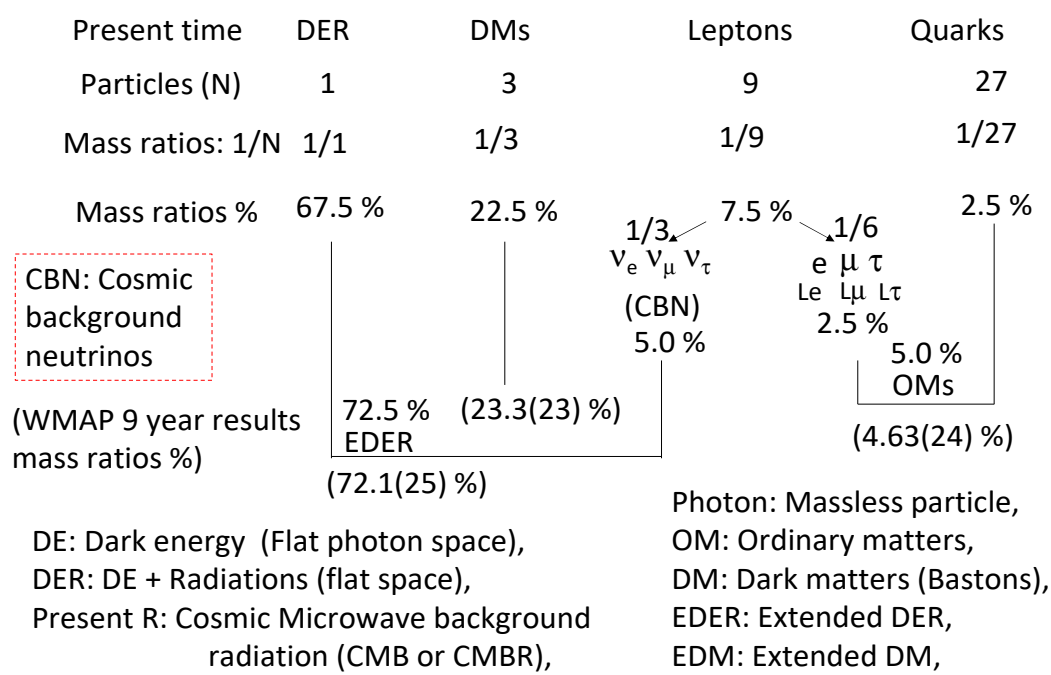 Present time DER DMs Leptons Quarks
Particles (N) 1 3 9 27
Mass ratios: 1/N 1/1 1/3 1/9 1/27
Mass ratios % 67.5 % 22.5 % 7.5 % 2.5 %
1/3 1/6
νe νμ ντ e μ τ
(CBN) Le Lμ Lτ
5.0 % 2.5 %
CBN: Cosmic
background
neutrinos
5.0 %
OMs
(WMAP 9 year results
mass ratios %)
72.5 % (23.3(23) %)
EDER
(4.63(24) %)
(72.1(25) %)
DE: Dark energy (Flat photon space),
DER: DE + Radiations (flat space),
Present R: Cosmic Microwave background
radiation (CMB or CMBR),
Photon: Massless particle,
OM: Ordinary matters,
DM: Dark matters (Bastons),
EDER: Extended DER,
EDM: Extended DM,